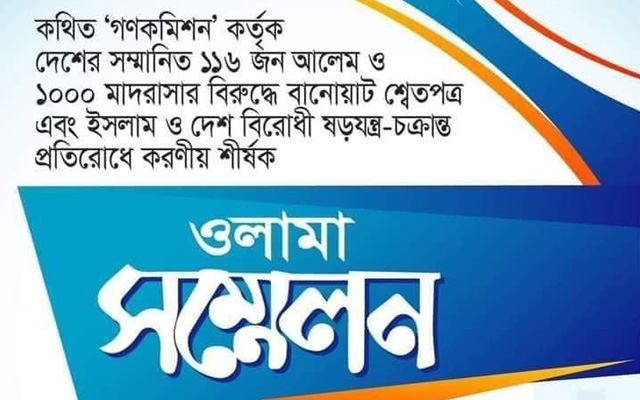 কথিত ‘গণকমিশন’ কর্তৃক
দেশের সম্মানিত ১১৬ জন আলেম ও
১০০০ মাদরাসার বিরুদ্ধে বানোয়াট শ্বেতপত্র
এবং ইসলাম ও দেশ বিরোধী ষড়যন্ত্র-চক্রান্ত
প্রতিরোধে করণীয় শীর্ষক
ওলামা
সম্মেলন